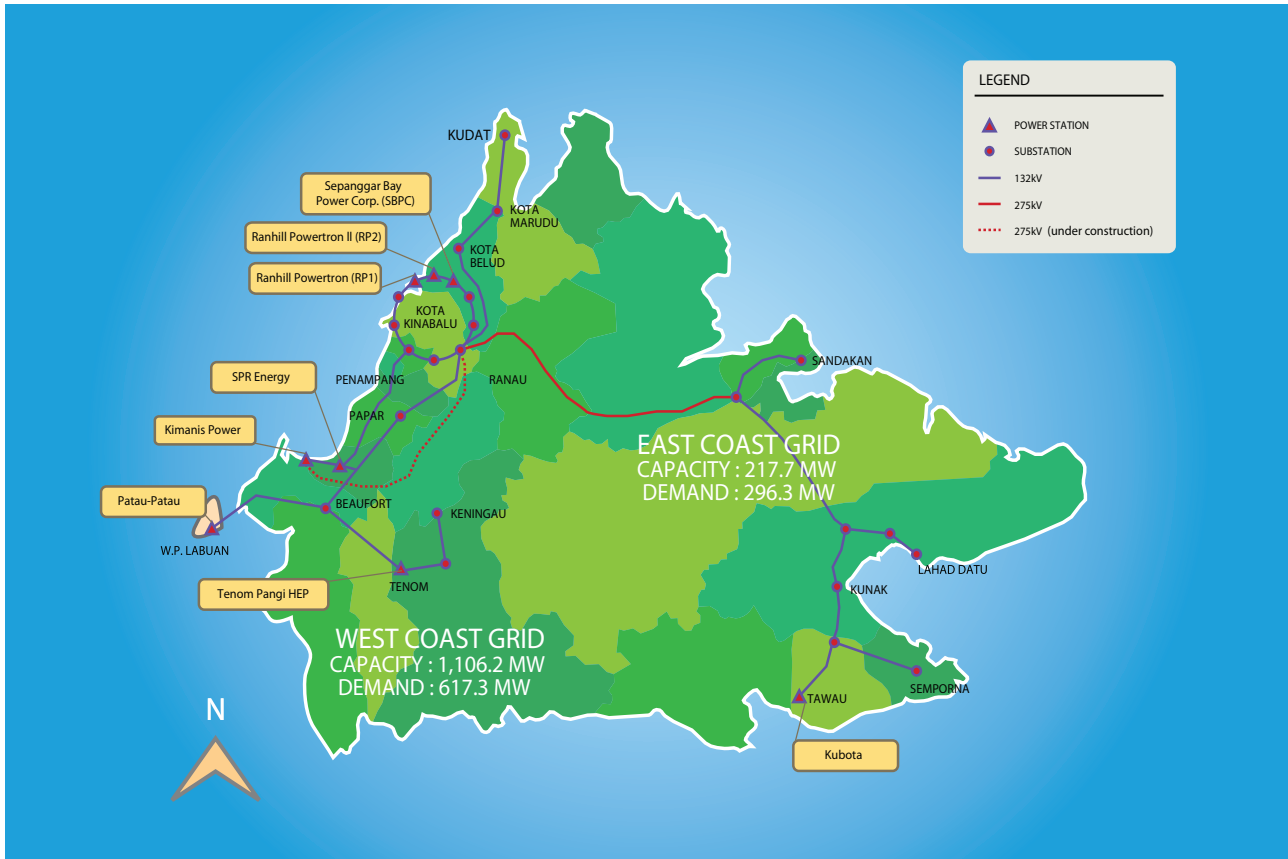 LEGEND
POWER STATION
SUBSTATION
132kV
275kV
275kV (under construction)
KUDAT
Sepanggar Bay
Power Corp. (SBPC)
KOTA
MARUDU
Ranhill Powertron II (RP2)
KOTA
BELUD
Ranhill Powertron (RP1)
KOTA
KINABALU
SANDAKAN
SPR Energy
PENAMPANG
RANAU
PAPAR
Kimanis Power
EAST COAST GRID
CAPACITY : 217.7 MW
DEMAND : 296.3 MW
Patau-Patau
BEAUFORT
KENINGAU
W.P. LABUAN
LAHAD DATU
Tenom Pangi HEP
TENOM
KUNAK
WEST COAST GRID
CAPACITY : 1,106.2 MW
DEMAND : 617.3 MW
SEMPORNA
TAWAU
N
Kubota